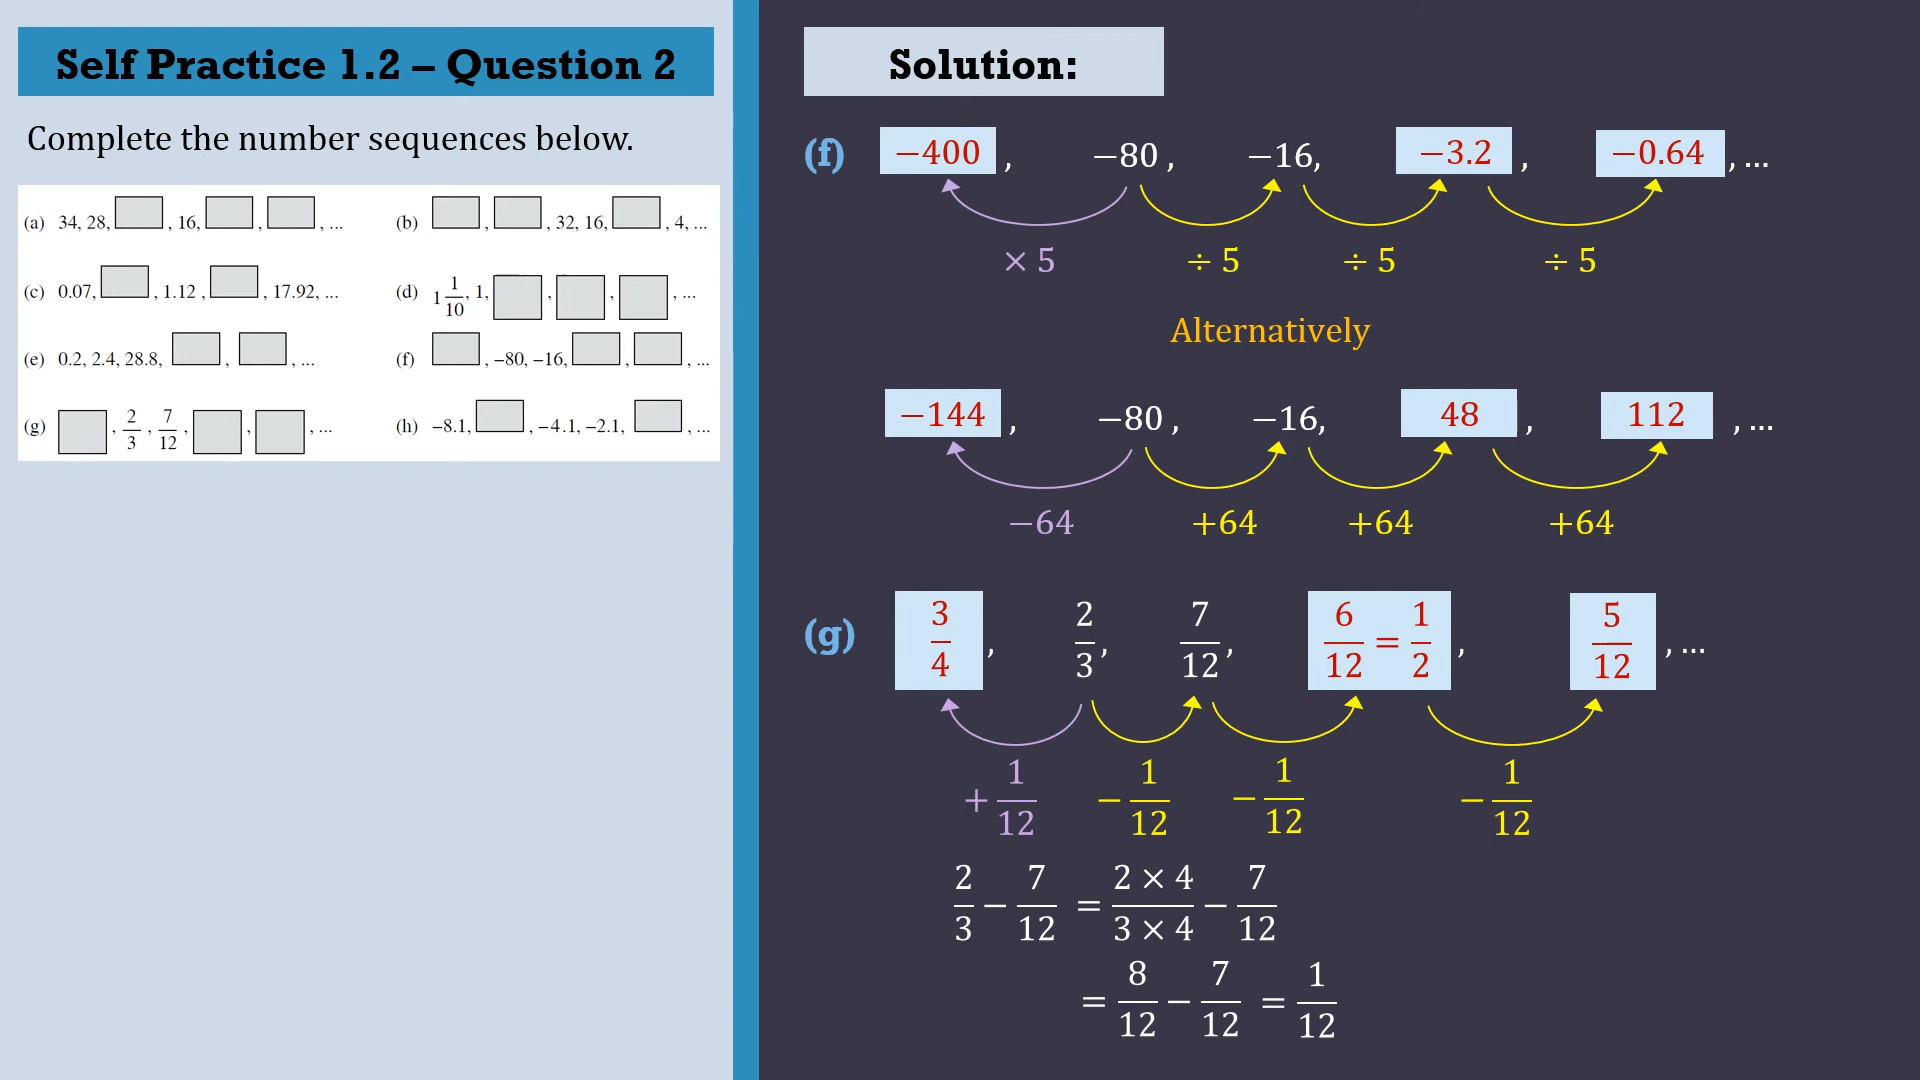 Self Practice 1.2 – Question 2
Complete the number sequences below.
(a) 34, 28, , 16, , , ...
(b) , , 32, 16, , 4, ...
(c) 0.07, , 1.12 , , 17.92, ...
(d) 1 1/10, 1, , , , ...
(e) 0.2, 2.4, 28.8, , , ...
(f) , −80, −16, , , ...
(g) , 2/3 , 7/12 , , , ...
(h) −8.1, , −4.1, −2.1, , ...
Solution:
(f) −400 , −80 , −16, −3.2 , −0.64 , ...
× 5 ÷ 5 ÷ 5 ÷ 5
Alternatively
−144 , −80 , −16, 48 , 112 , ...
−64 +64 +64 +64
(g) 3/4 , 2/3, 7/12, 6/12 = 1/2 , 5/12 , ...
+ 1/12 − 1/12 − 1/12 − 1/12
2/3 − 7/12 = 2 × 4/3 × 4 − 7/12
= 8/12 − 7/12 = 1/12